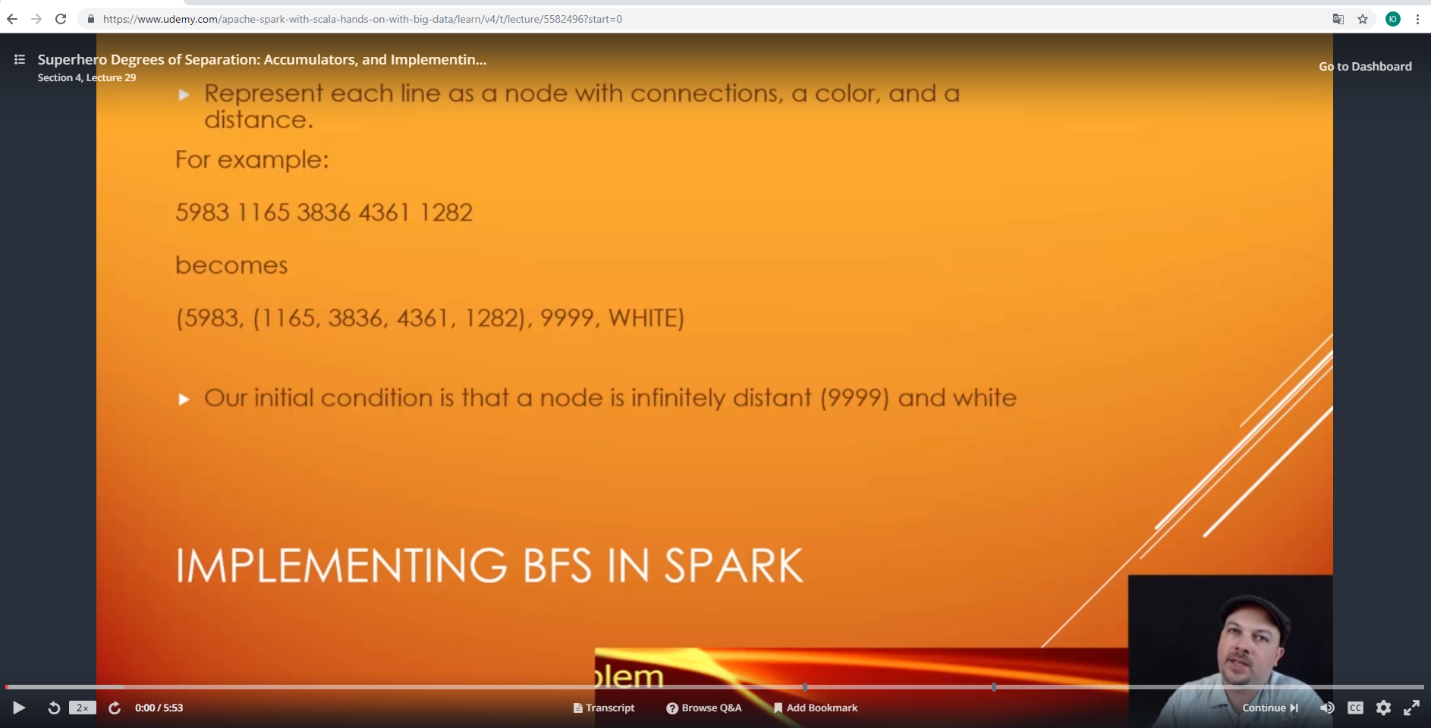 https://www.udemy.com/apache-spark-with-scala-hands-on-with-big-data/learn/v4/t/lecture/5582496?start=0
Ю
Superhero Degrees of Separation: Accumulators, and Implementin...
Section 4, Lecture 29
Go to Dashboard
Represent each line as a node with connections, a color, and a
distance.
For example:
5983 1165 3836 4361 1282
becomes
(5983, (1165, 3836, 4361, 1282), 9999, WHITE)
Our initial condition is that a node is infinitely distant (9999) and white
IMPLEMENTING BFS IN SPARK
blem
2×
0:00 / 5:53
Transcript
Browse Q&A
Add Bookmark
Continue
CC